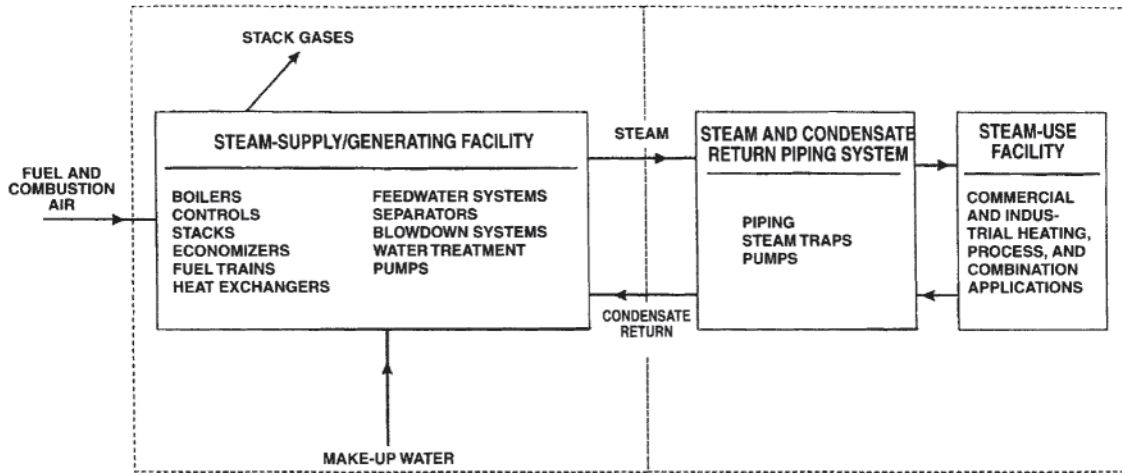 STACK GASES
STEAM-SUPPLY/GENERATING FACILITY
FUEL AND
COMBUSTION
AIR
BOILERS
CONTROLS
STACKS
ECONOMIZERS
FUEL TRAINS
HEAT EXCHANGERS
FEEDWATER SYSTEMS
SEPARATORS
BLOWDOWN SYSTEMS
WATER TREATMENT
PUMPS
MAKE-UP WATER
STEAM
CONDENSATE
RETURN
STEAM AND CONDENSATE
RETURN PIPING SYSTEM
PIPING
STEAM TRAPS
PUMPS
STEAM-USE
FACILITY
COMMERCIAL
AND INDUS-
TRIAL HEATING,
PROCESS, AND
COMBINATION
APPLICATIONS